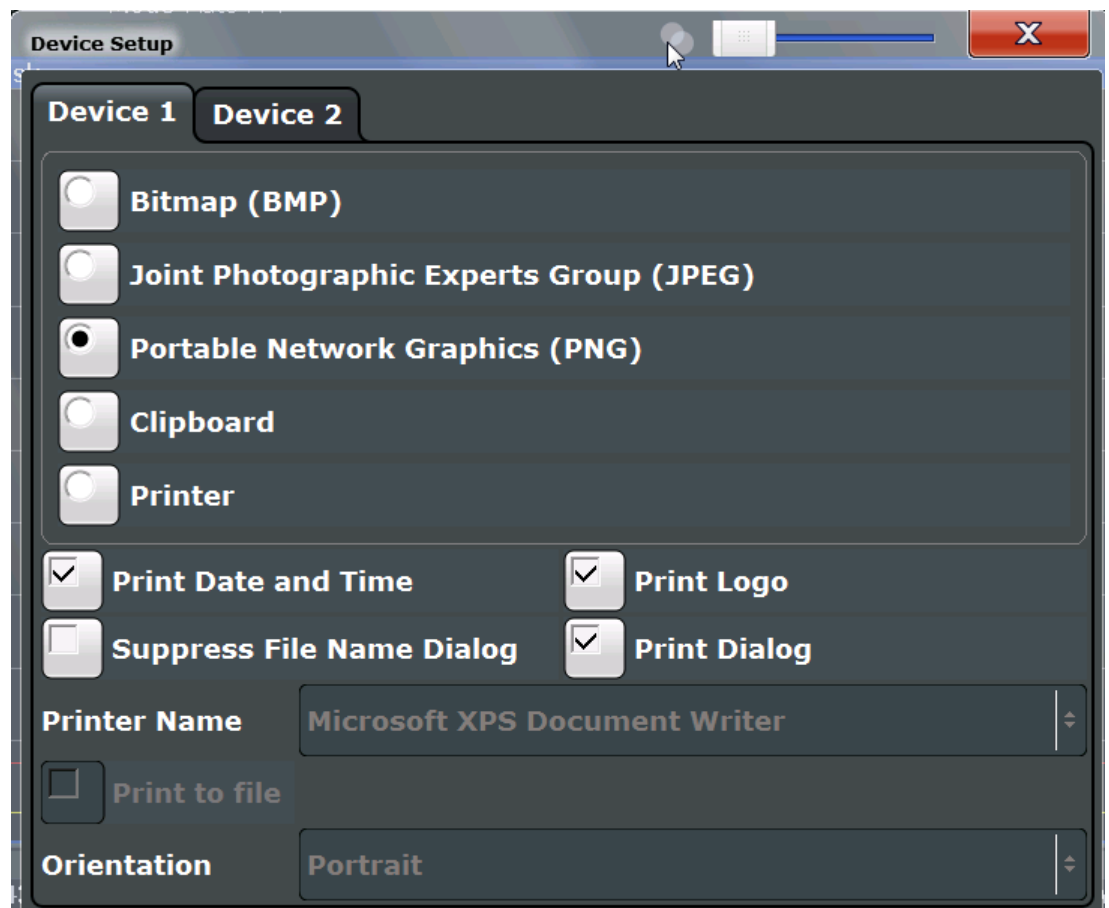 Device Setup
X
Device 1 Device 2
Bitmap (BMP)
Joint Photographic Experts Group (JPEG)
Portable Network Graphics (PNG)
Clipboard
Printer
Print Date and Time Print Logo
Suppress File Name Dialog Print Dialog
Printer Name Microsoft XPS Document Writer
Print to file
Orientation Portrait